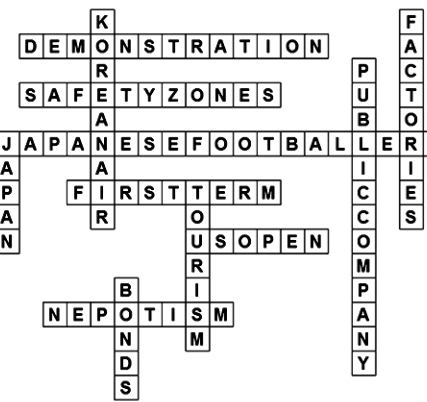 KOREANAIR
FACTORIES
DEMONSTRATION
PUBLICCOMPANY
SAFETYZONES
JAPANESEFOOTBALLER
JAPAN
FIRSTTERM
TOURISM
USOPEN
BONDS
NEPOTISM